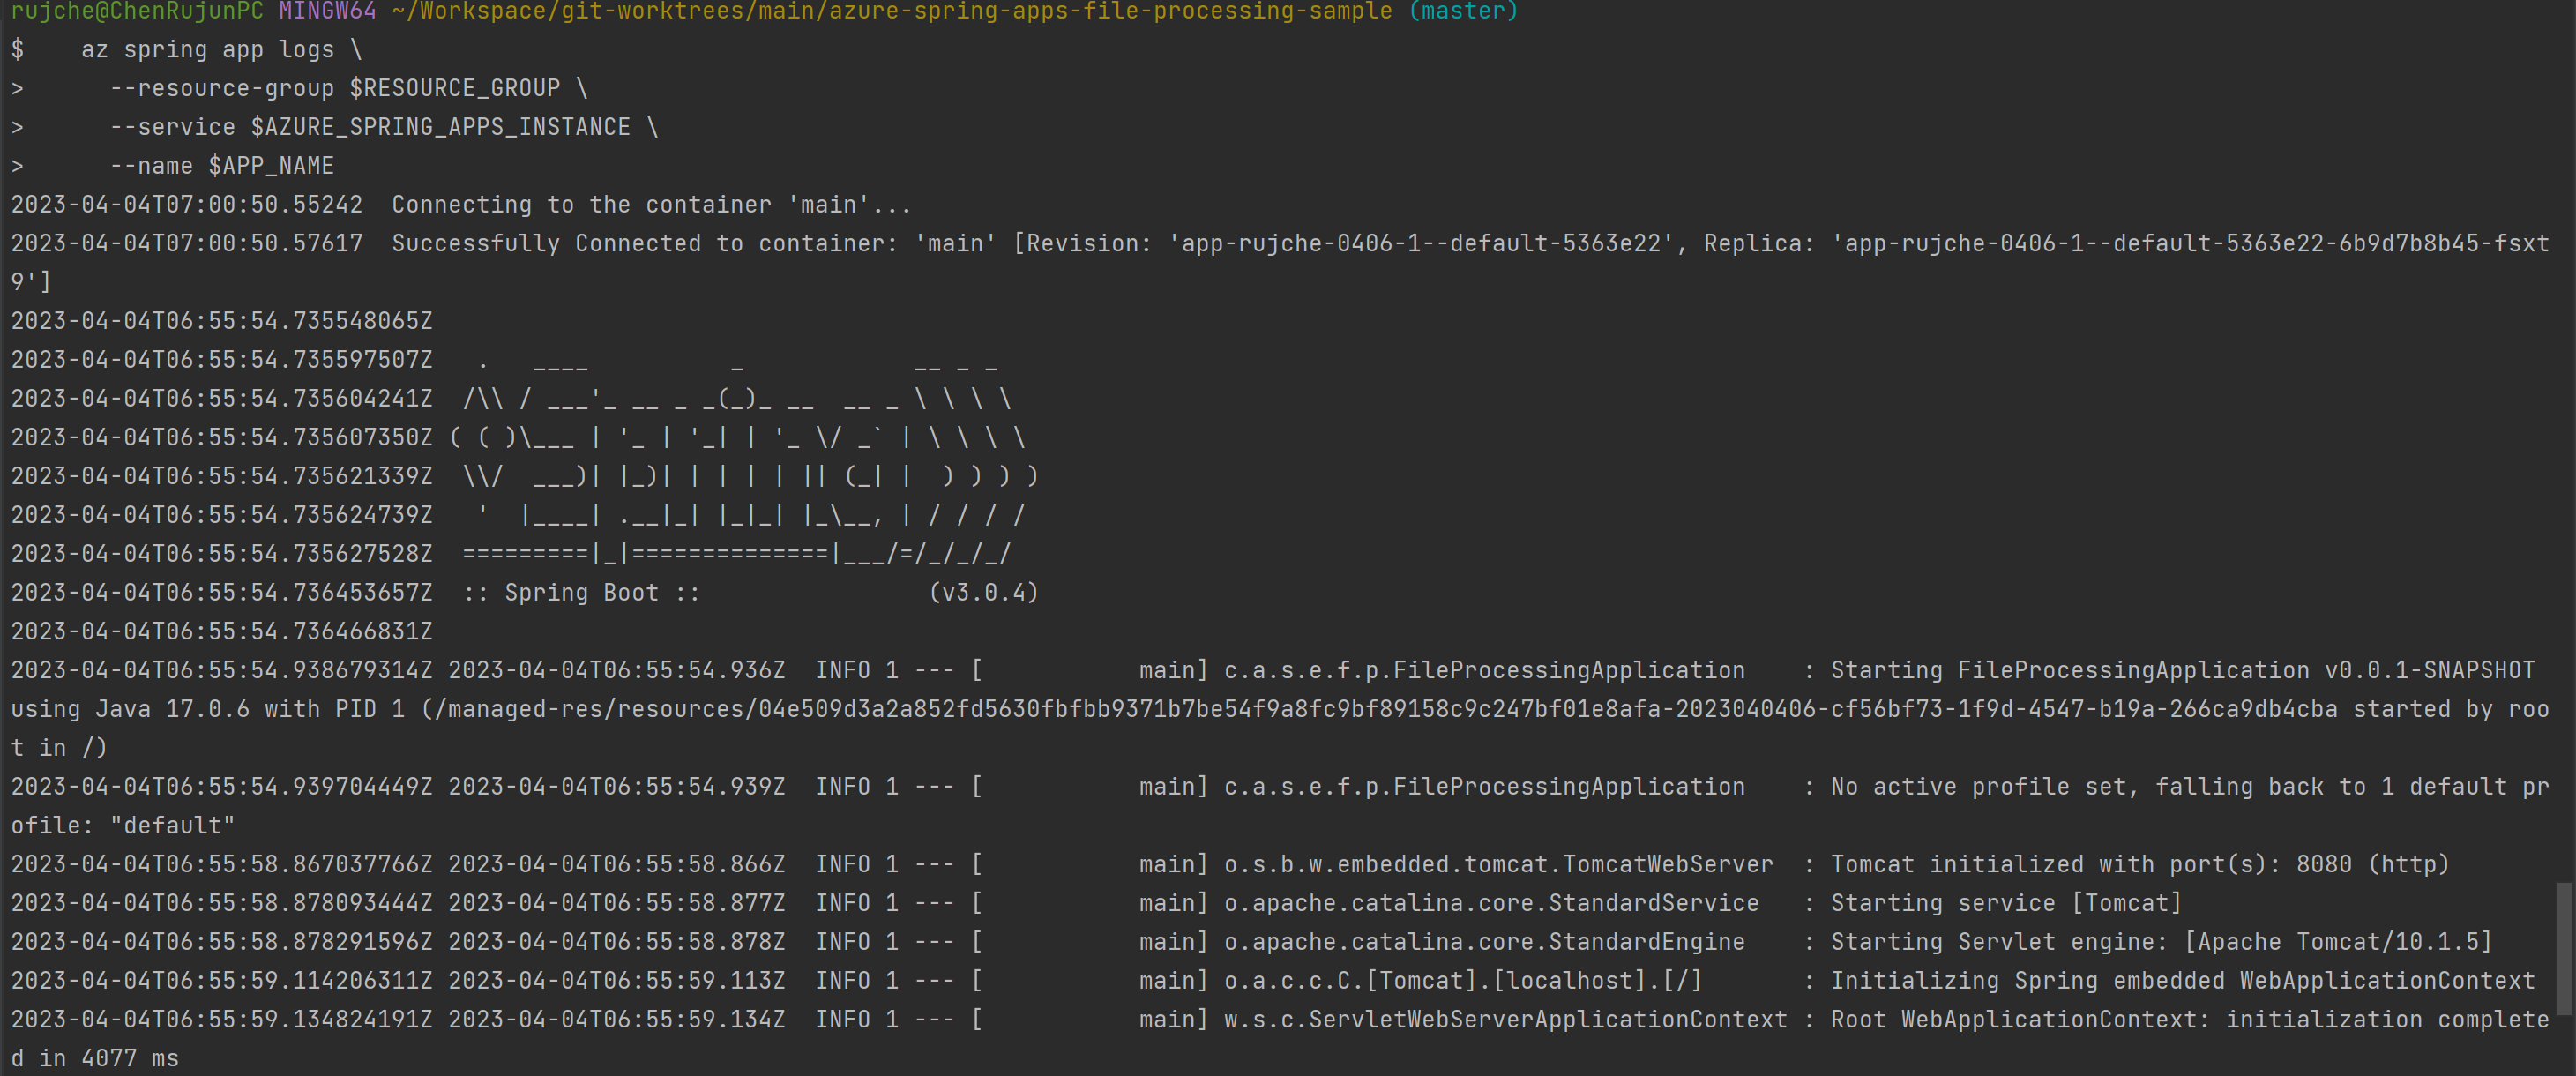 rujche@ChenRujunPC MINGW64 ~/Workspace/git-worktrees/main/azure-spring-apps-file-processing-sample (master)
$    az spring app logs \
>      --resource-group $RESOURCE_GROUP \
>      --service $AZURE_SPRING_APPS_INSTANCE \
>      --name $APP_NAME
2023-04-04T07:00:50.55242  Connecting to the container 'main'...
2023-04-04T07:00:50.57617  Successfully Connected to container: 'main' [Revision: 'app-rujche-0406-1--default-5363e22', Replica: 'app-rujche-0406-1--default-5363e22-6b9d7b8b45-fsxt
9']
2023-04-04T06:55:54.735548065Z
2023-04-04T06:55:54.735597507Z   .   ____          _            __ _ _
2023-04-04T06:55:54.735604241Z  /\\ / ___'_ __ _ _(_)_ __  __ _ \ \ \ \
2023-04-04T06:55:54.735607350Z ( ( )\___ | '_ | '_| | '_ \/ _` | \ \ \ \
2023-04-04T06:55:54.735621339Z  \\/  ___)| |_)| | | | | || (_| |  ) ) ) )
2023-04-04T06:55:54.735624739Z   '  |____| .__|_| |_|_| |_\__, | / / / /
2023-04-04T06:55:54.735627528Z  =========|_|==============|___/=/_/_/_/
2023-04-04T06:55:54.736453657Z  :: Spring Boot ::                (v3.0.4)
2023-04-04T06:55:54.736466831Z
2023-04-04T06:55:54.938679314Z 2023-04-04T06:55:54.936Z  INFO 1 --- [           main] c.a.s.e.f.p.FileProcessingApplication    : Starting FileProcessingApplication v0.0.1-SNAPSHOT
using Java 17.0.6 with PID 1 (/managed-res/resources/04e509d3a2a852fd5630fbfbb9371b7be54f9a8fc9bf89158c9c247bf01e8afa-2023040406-cf56bf73-1f9d-4547-b19a-266ca9db4cba started by roo
t in /)
2023-04-04T06:55:54.939704449Z 2023-04-04T06:55:54.939Z  INFO 1 --- [           main] c.a.s.e.f.p.FileProcessingApplication    : No active profile set, falling back to 1 default pr
ofile: "default"
2023-04-04T06:55:58.867037766Z 2023-04-04T06:55:58.866Z  INFO 1 --- [           main] o.s.b.w.embedded.tomcat.TomcatWebServer  : Tomcat initialized with port(s): 8080 (http)
2023-04-04T06:55:58.878093444Z 2023-04-04T06:55:58.877Z  INFO 1 --- [           main] o.apache.catalina.core.StandardService   : Starting service [Tomcat]
2023-04-04T06:55:58.878291596Z 2023-04-04T06:55:58.878Z  INFO 1 --- [           main] o.apache.catalina.core.StandardEngine    : Starting Servlet engine: [Apache Tomcat/10.1.5]
2023-04-04T06:55:59.114206311Z 2023-04-04T06:55:59.113Z  INFO 1 --- [           main] o.a.c.c.C.[Tomcat].[localhost].[/]       : Initializing Spring embedded WebApplicationContext
2023-04-04T06:55:59.134824191Z 2023-04-04T06:55:59.134Z  INFO 1 --- [           main] w.s.c.ServletWebServerApplicationContext : Root WebApplicationContext: initialization complete
d in 4077 ms